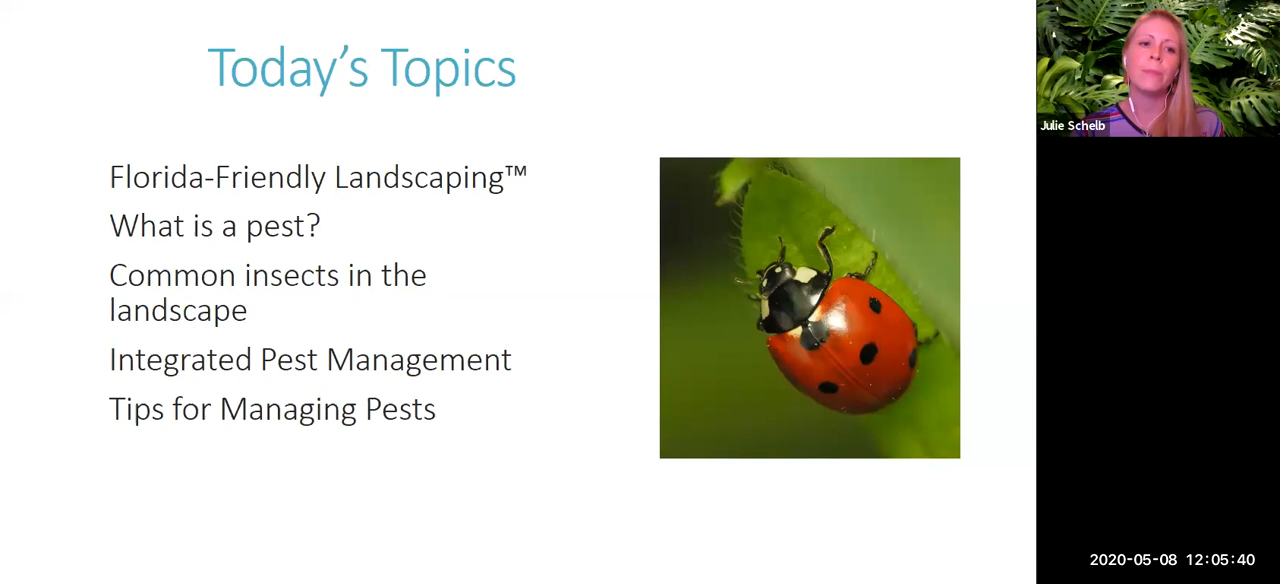 Today’s Topics
Florida-Friendly Landscaping™
What is a pest?
Common insects in the
landscape
Integrated Pest Management
Tips for Managing Pests
Julie Schelb
2020-05-08 12:05:40